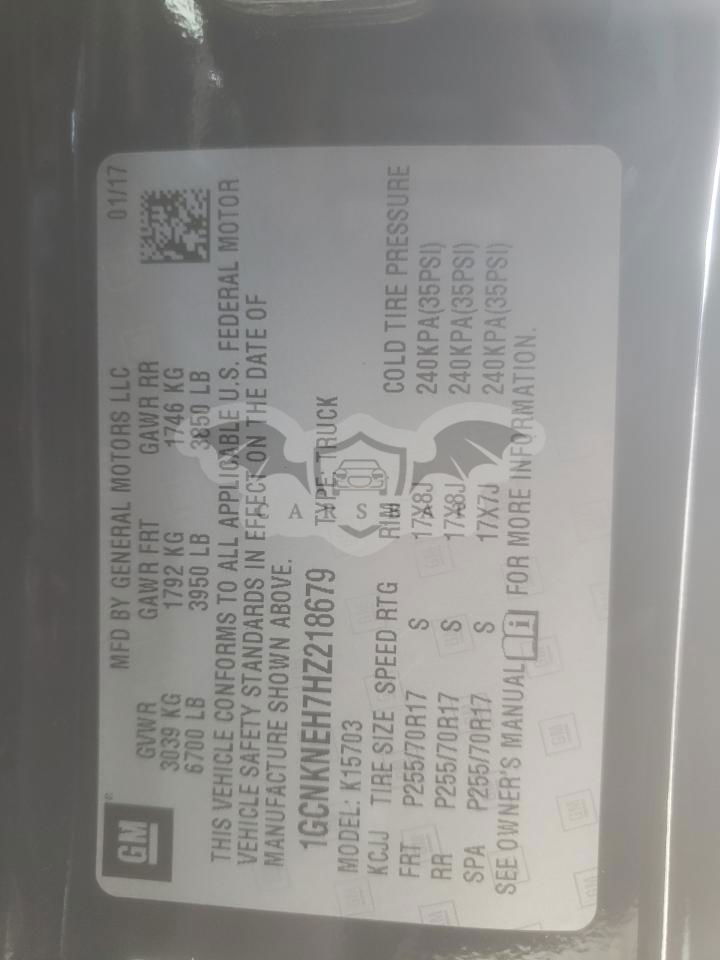 GM
MFD BY GENERAL MOTORS LLC 01/17
GVWR GAWR FRT GAWR RR
3039 KG 1792 KG 1746 KG
6700 LB 3950 LB 3850 LB
THIS VEHICLE CONFORMS TO ALL APPLICABLE U.S. FEDERAL MOTOR
VEHICLE SAFETY STANDARDS IN EFFECT ON THE DATE OF
MANUFACTURE SHOWN ABOVE.
1GCNKNEH7HZ218679 TYPE: TRUCK
MODEL: K15703
KCJJ TIRE SIZE SPEED RTG RIM COLD TIRE PRESSURE
FRT P255/70R17 S 17X8J 240KPA(35PSI)
RR P255/70R17 S 17X8J 240KPA(35PSI)
SPA P255/70R17 S 17X7J 240KPA(35PSI)
SEE OWNER'S MANUAL i FOR MORE INFORMATION.